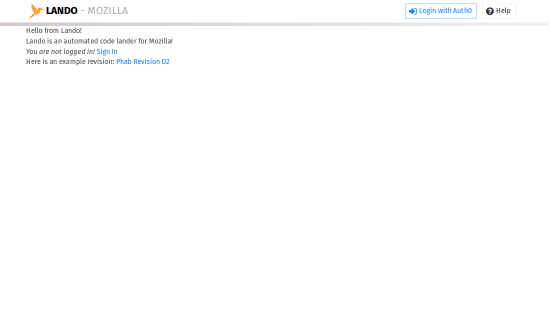 LANDO - MOZILLA
Login with Auth0
Help
Hello from Lando!
Lando is an automated code lander for Mozilla!
You are not logged in! Sign In
Here is an example revision: Phab Revision D2